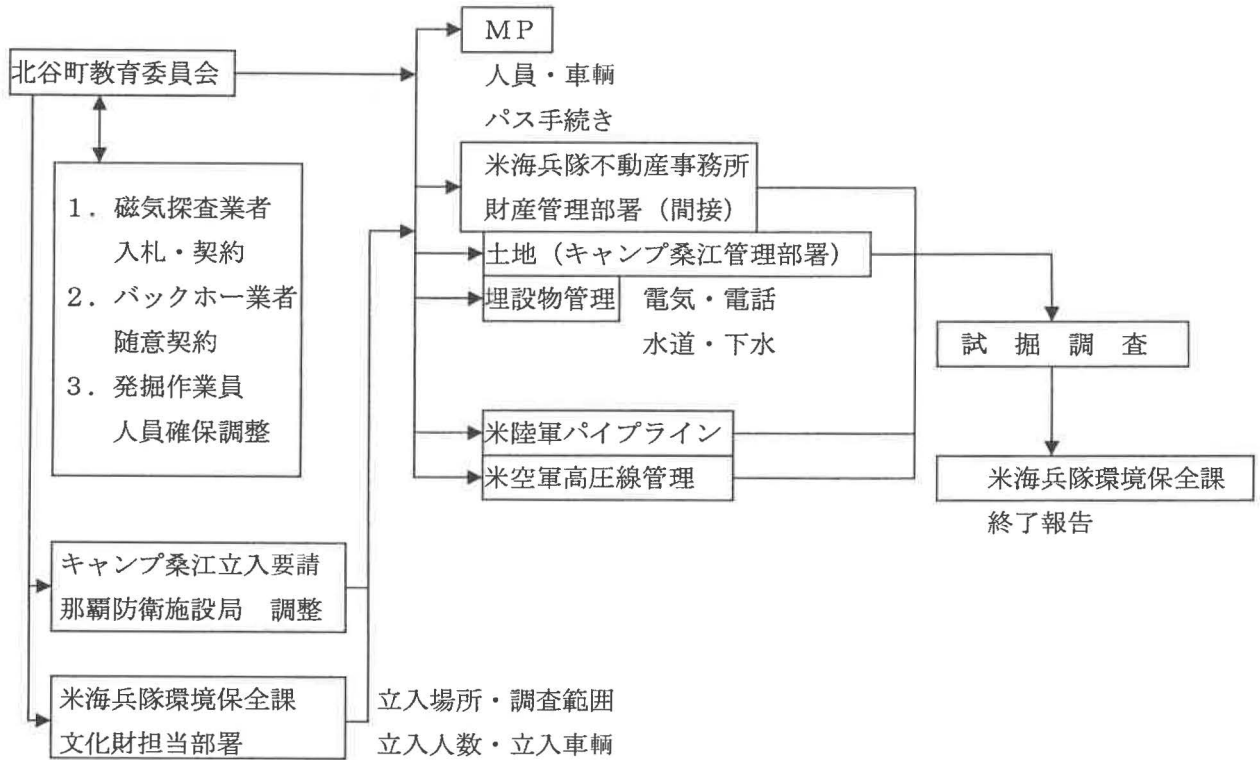 北谷町教育委員会
1．磁気探査業者
入札・契約
2．バックホー業者
随意契約
3．発掘作業員
人員確保調整
キャンプ桑江立入要請
那覇防衛施設局　調整
米海兵隊環境保全課
文化財担当部署
立入場所・調査範囲
立入人数・立入車輌
ＭＰ
人員・車輌
パス手続き
米海兵隊不動産事務所
財産管理部署（間接）
土地（キャンプ桑江管理部署）
埋設物管理　電気・電話
水道・下水
米陸軍パイプライン
米空軍高圧線管理
試　掘　調　査
米海兵隊環境保全課
終了報告